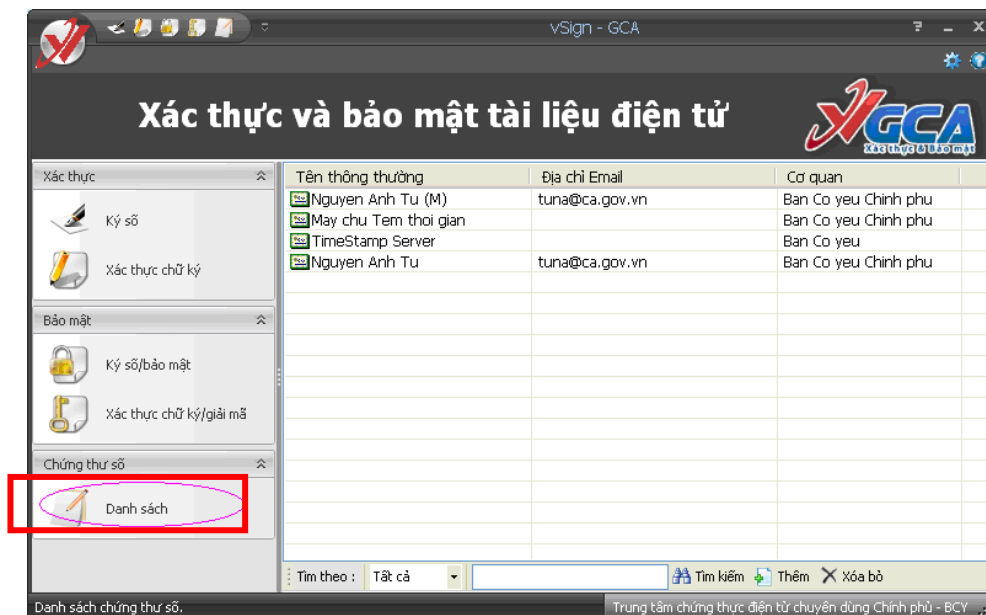 vSign - GCA
Xác thực và bảo mật tài liệu điện tử
GCA
Xác thực & Bảo mật
Xác thực
Ký số
Xác thực chữ ký
Bảo mật
Ký số/bảo mật
Xác thực chữ ký/giải mã
Chứng thư số
Danh sách
Tên thông thường Địa chỉ Email Cơ quan
Nguyen Anh Tu (M) tuna@ca.gov.vn Ban Co yeu Chinh phu
May chu Tem thoi gian Ban Co yeu Chinh phu
TimeStamp Server Ban Co yeu
Nguyen Anh Tu tuna@ca.gov.vn Ban Co yeu Chinh phu
Tìm theo : Tất cả Tìm kiếm Thêm Xóa bỏ
Danh sách chứng thư số. Trung tâm chứng thực điện tử chuyên dùng Chính phủ - BCY